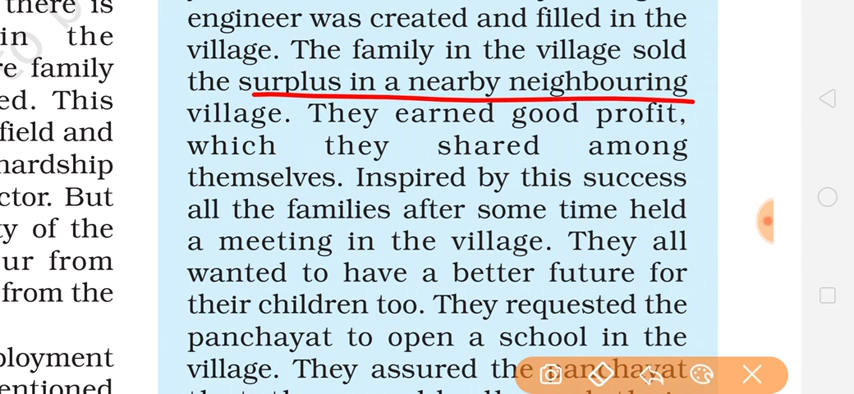 there is
in the
re family
ed. This
field and
hardship
ctor. But
ty of the
ur from
from the
ployment
entioned
engineer was created and filled in the
village. The family in the village sold
the surplus in a nearby neighbouring
village. They earned good profit,
which they shared among
themselves. Inspired by this success
all the families after some time held
a meeting in the village. They all
wanted to have a better future for
their children too. They requested the
panchayat to open a school in the
village. They assured the panchayat